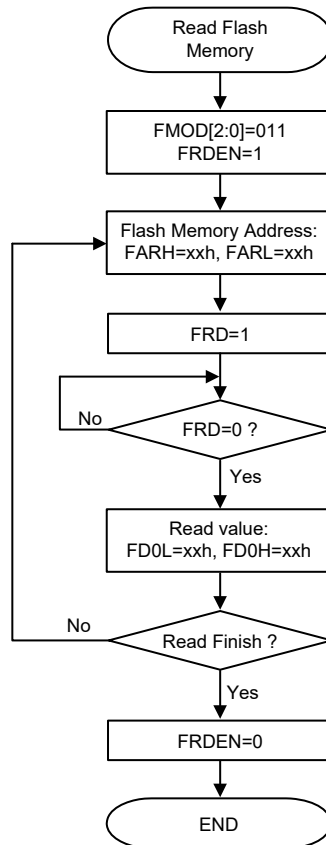 Read Flash
Memory
FMOD[2:0]=011
FRDEN=1
Flash Memory Address:
FARH=xxh, FARL=xxh
FRD=1
No
FRD=0 ?
Yes
Read value:
FD0L=xxh, FD0H=xxh
No
Read Finish ?
Yes
FRDEN=0
END